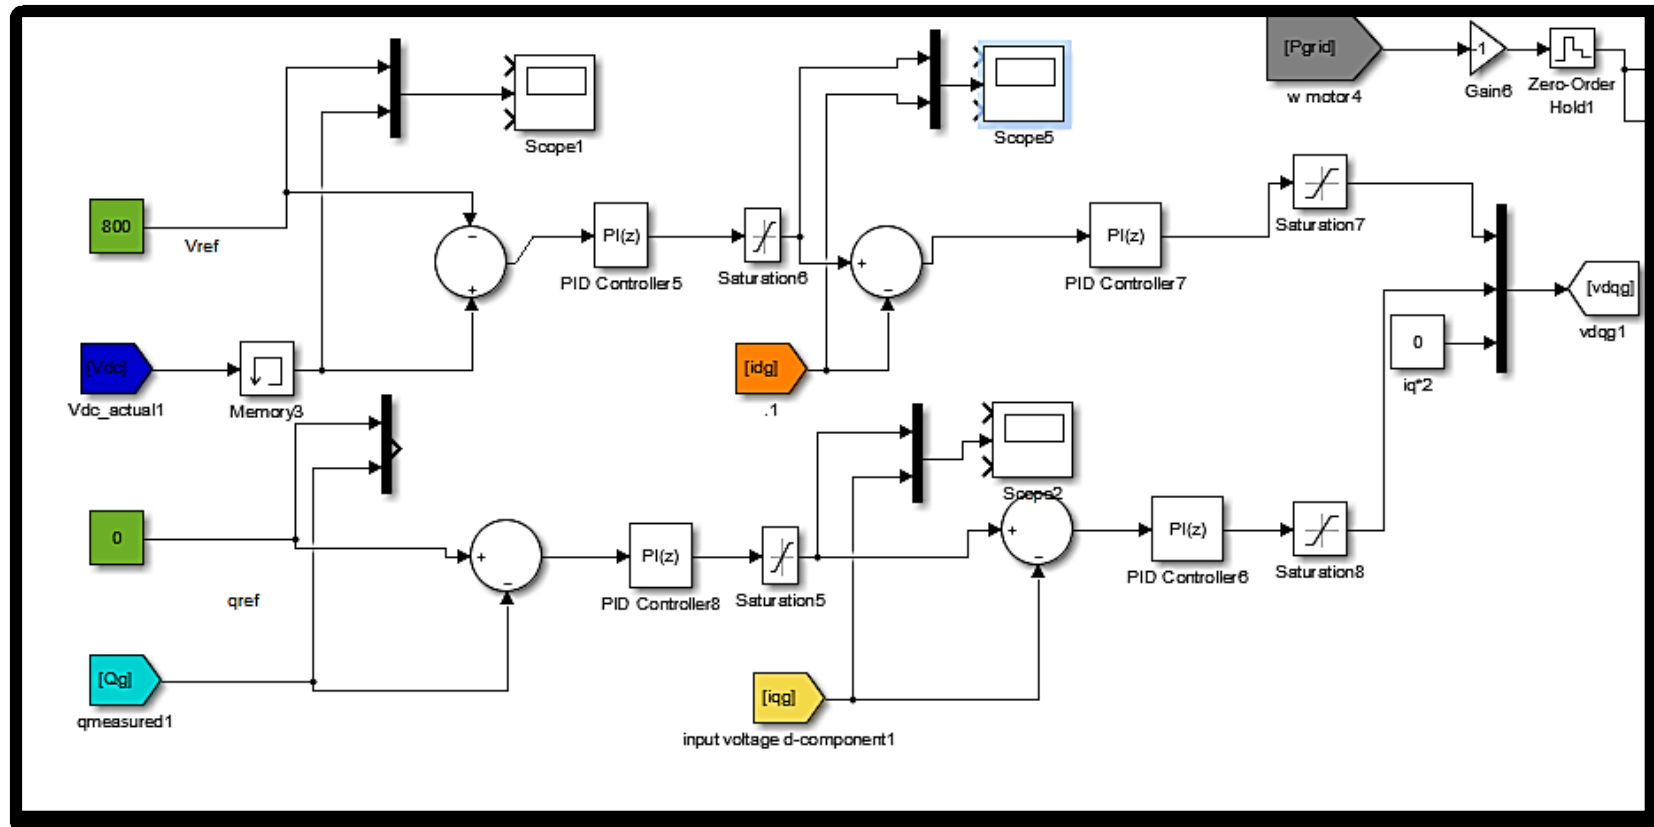 [Pgrid]
w motor4
-1
Gain6
Zero-Order
Hold1
Scope1
Scope5
800
Vref
PI(z)
PID Controller5
Saturation6
PI(z)
PID Controller7
Saturation7
[vdqg]
vdqg1
0
iq*2
[Vdc]
Vdc_actual1
Memory3
[idg]
.1
Scope2
0
qref
PI(z)
PID Controller8
Saturation5
PI(z)
PID Controller6
Saturation8
[Qg]
qmeasured1
[iqg]
input voltage d-component1